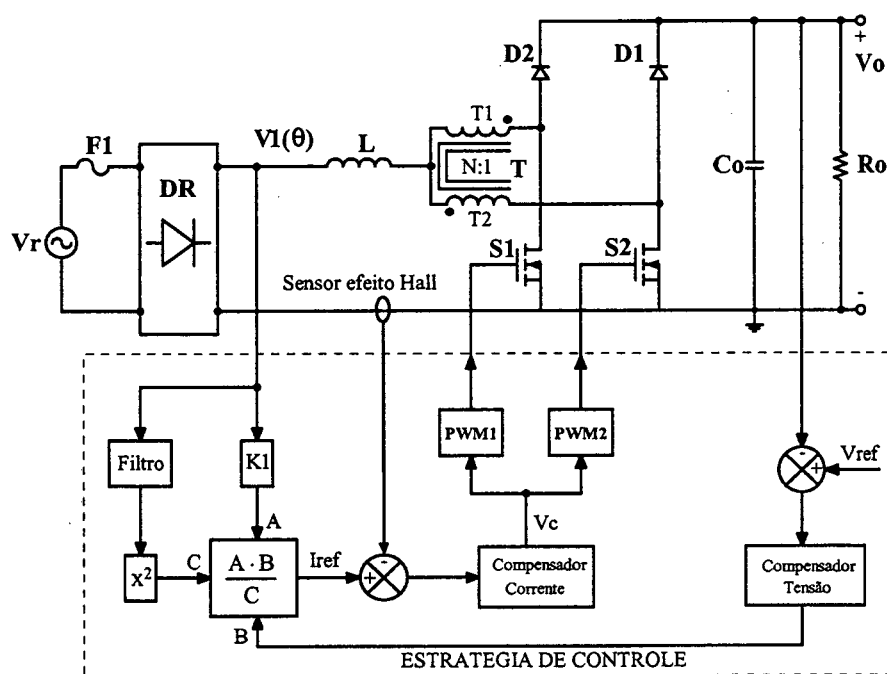 D2
D1
+
Vo
T1
F1
V1(θ)
L
N:1
T
Co
Ro
DR
Vr
T2
S1
S2
Sensor efeito Hall
-
PWM1
PWM2
Filtro
K1
-
+
Vref
A
Vc
x²
C
A · B
C
Iref
-
+
Compensador
Corrente
Compensador
Tensão
B
ESTRATEGIA DE CONTROLE